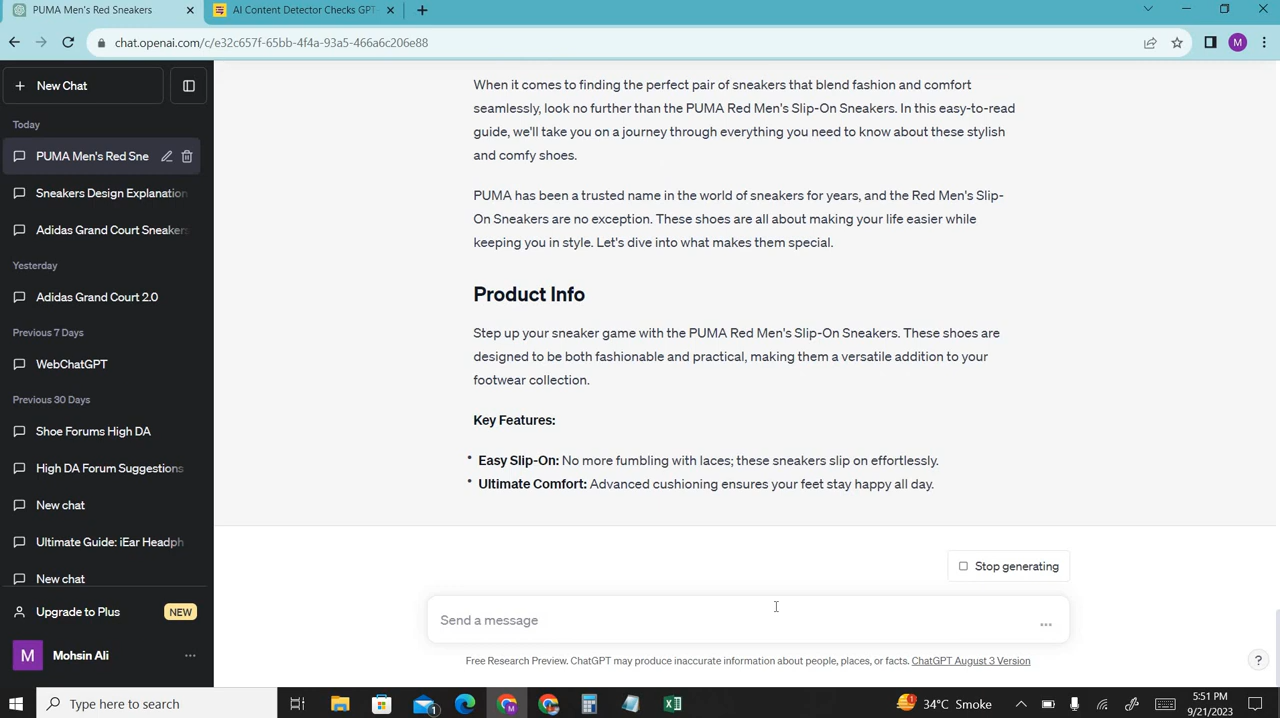 PUMA Men's Red Sneakers
AI Content Detector Checks GPT-
chat.openai.com/c/e32c657f-65bb-4f4a-93a5-466a6c206e88
M
New Chat
Today
PUMA Men's Red Sne
Sneakers Design Explanation
Adidas Grand Court Sneakers
Yesterday
Adidas Grand Court 2.0
Previous 7 Days
WebChatGPT
Previous 30 Days
Shoe Forums High DA
High DA Forum Suggestions
New chat
Ultimate Guide: iEar Headph
New chat
Upgrade to Plus
NEW
M
Mohsin Ali
When it comes to finding the perfect pair of sneakers that blend fashion and comfort
seamlessly, look no further than the PUMA Red Men's Slip-On Sneakers. In this easy-to-read
guide, we'll take you on a journey through everything you need to know about these stylish
and comfy shoes.
PUMA has been a trusted name in the world of sneakers for years, and the Red Men's Slip-
On Sneakers are no exception. These shoes are all about making your life easier while
keeping you in style. Let's dive into what makes them special.
Product Info
Step up your sneaker game with the PUMA Red Men's Slip-On Sneakers. These shoes are
designed to be both fashionable and practical, making them a versatile addition to your
footwear collection.
Key Features:
• Easy Slip-On: No more fumbling with laces; these sneakers slip on effortlessly.
• Ultimate Comfort: Advanced cushioning ensures your feet stay happy all day.
Stop generating
Send a message
Free Research Preview. ChatGPT may produce inaccurate information about people, places, or facts. ChatGPT August 3 Version
?
Type here to search
1
M
34°C Smoke
5:51 PM
9/21/2023